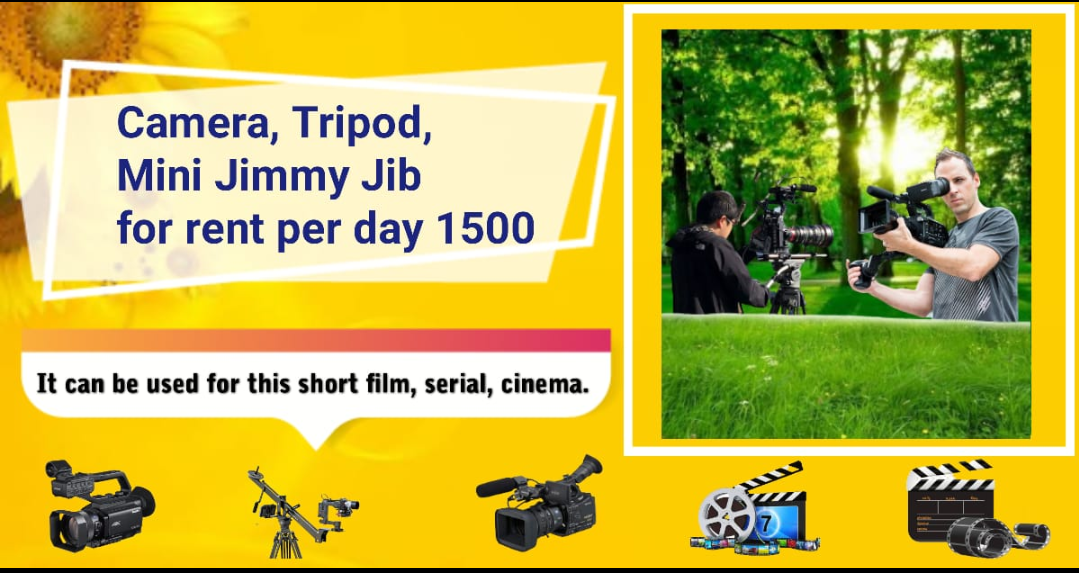 Camera, Tripod,
Mini Jimmy Jib
for rent per day 1500
It can be used for this short film, serial, cinema.
7